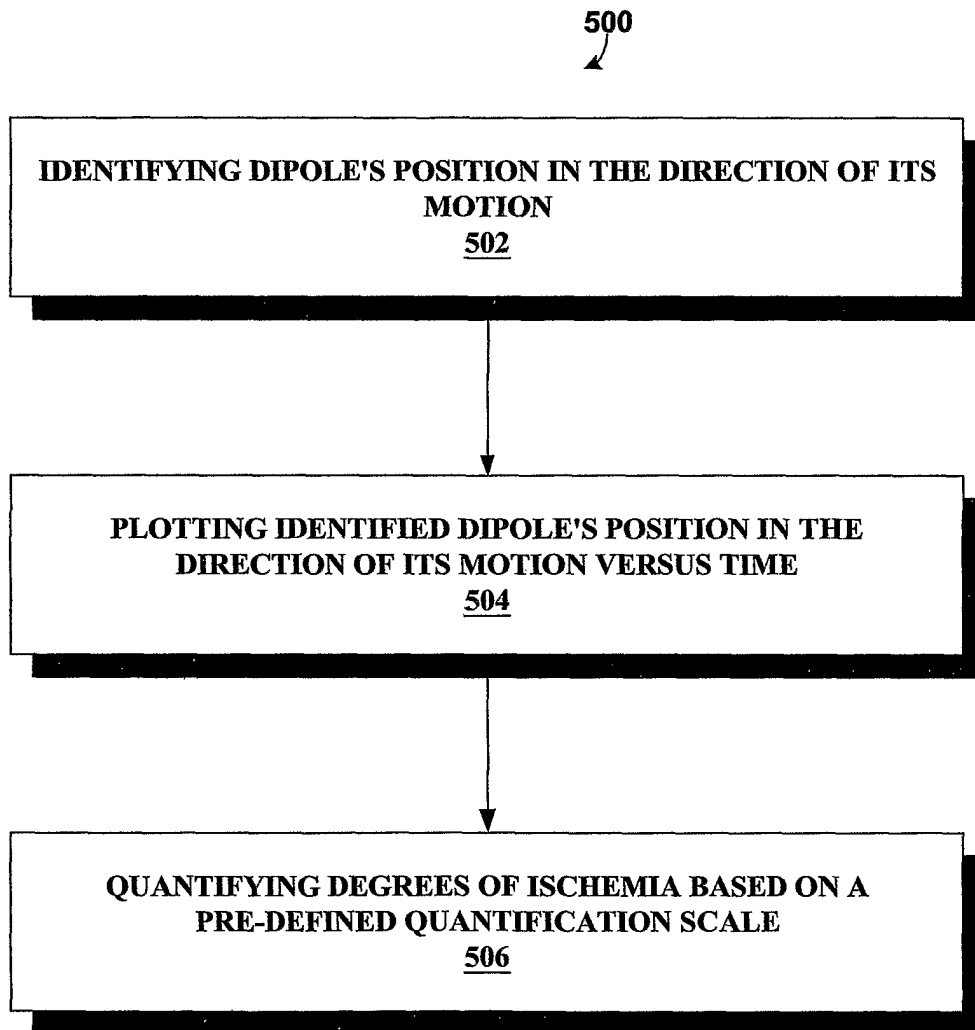 500
IDENTIFYING DIPOLE'S POSITION IN THE DIRECTION OF ITS
MOTION
502
PLOTTING IDENTIFIED DIPOLE'S POSITION IN THE
DIRECTION OF ITS MOTION VERSUS TIME
504
QUANTIFYING DEGREES OF ISCHEMIA BASED ON A
PRE-DEFINED QUANTIFICATION SCALE
506